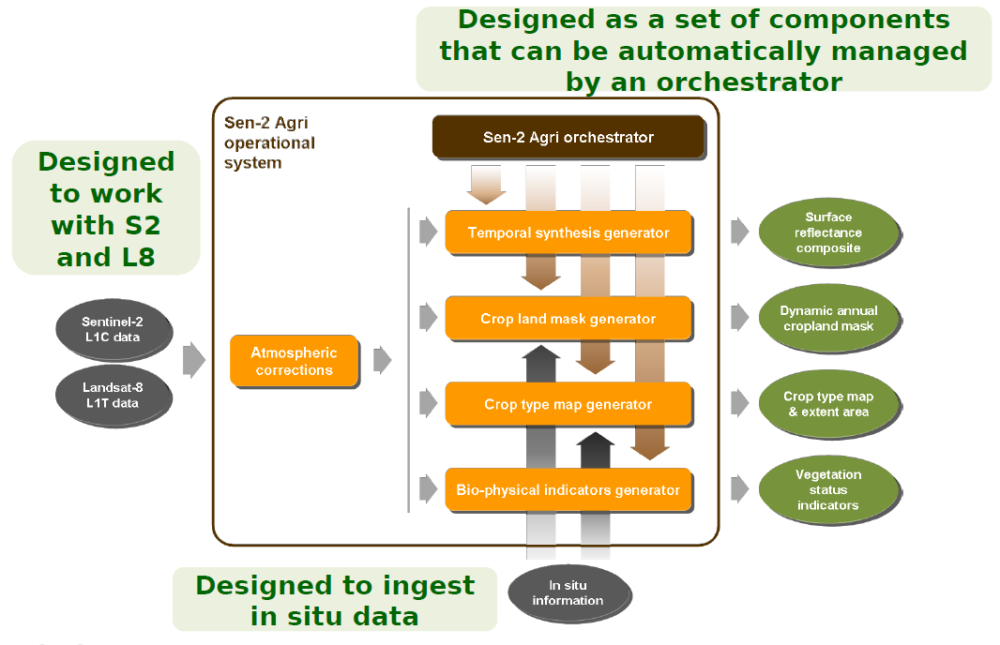 Designed as a set of components
that can be automatically managed
by an orchestrator
Sen-2 Agri
operational
system
Sen-2 Agri orchestrator
Designed
to work
with S2
and L8
Temporal synthesis generator
Surface
reflectance
composite
Sentinel-2
L1C data
Crop land mask generator
Dynamic annual
cropland mask
Atmospheric
corrections
Landsat-8
L1T data
Crop type map generator
Crop type map
& extent area
Bio-physical indicators generator
Vegetation
status
indicators
Designed to ingest
in situ data
In situ
information